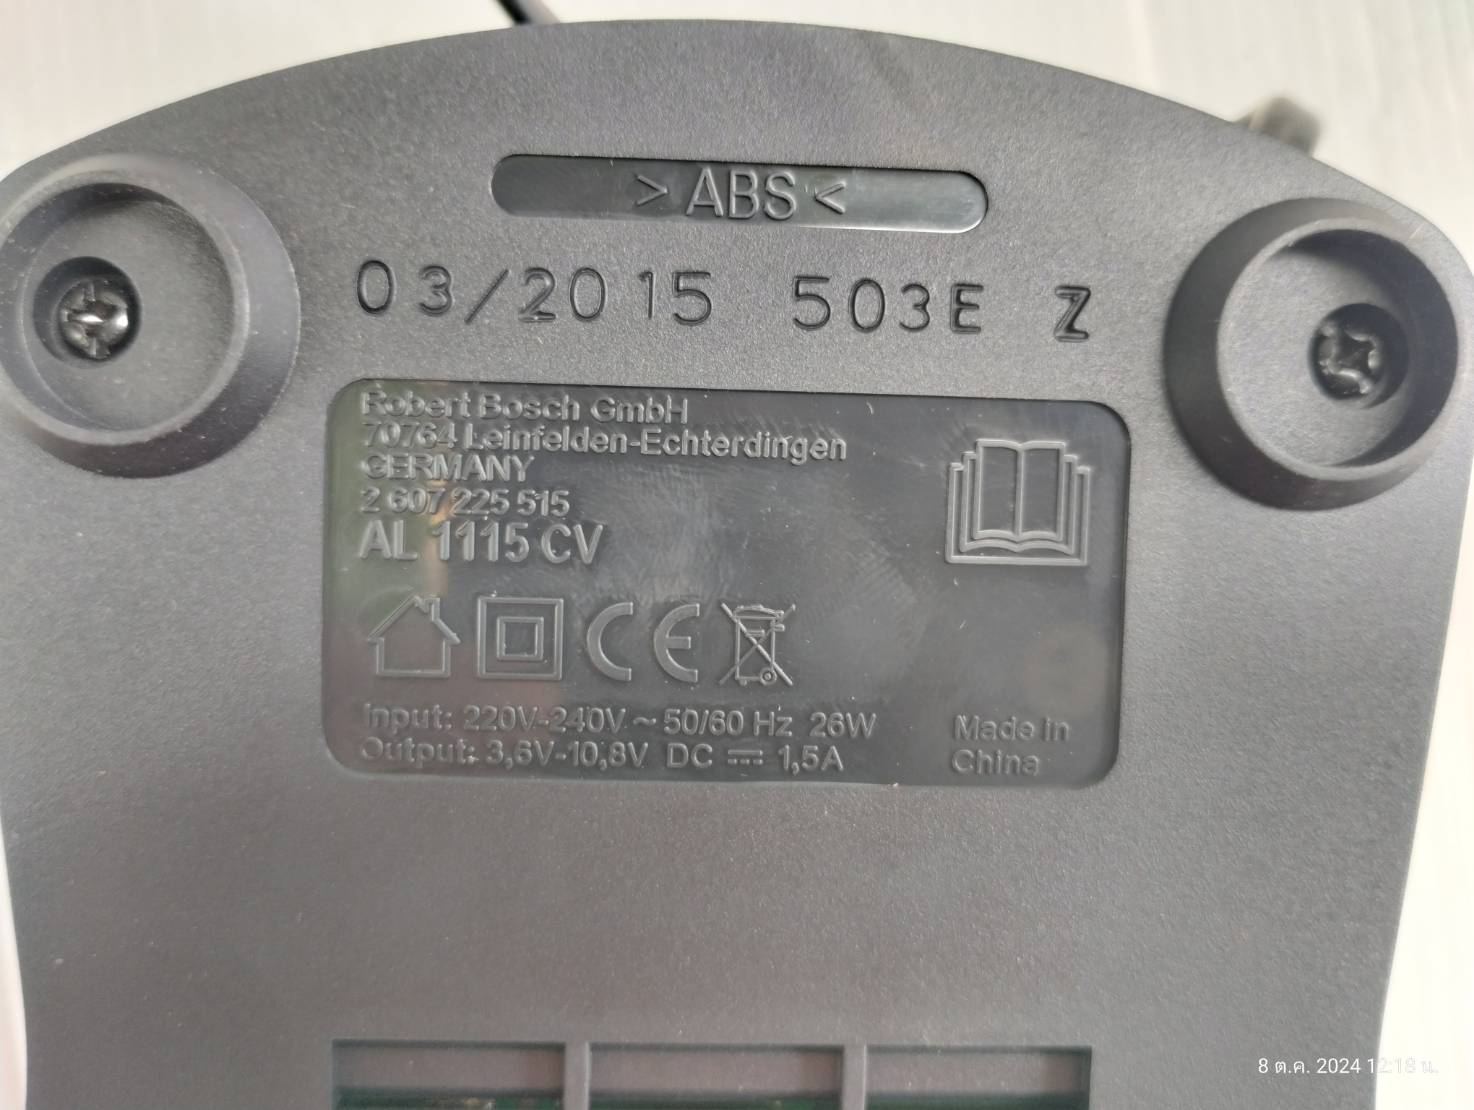 > ABS <
03/2015 503E Z
Robert Bosch GmbH
70764 Leinfelden-Echterdingen
GERMANY
2 607 225 515
AL 1115 CV
CE
Input: 220V-240V ~ 50/60 Hz 26W
Output: 3,6V-10,8V DC ⎓ 1,5A
Made in
China
8 ต.ค. 2024 12:18 น.